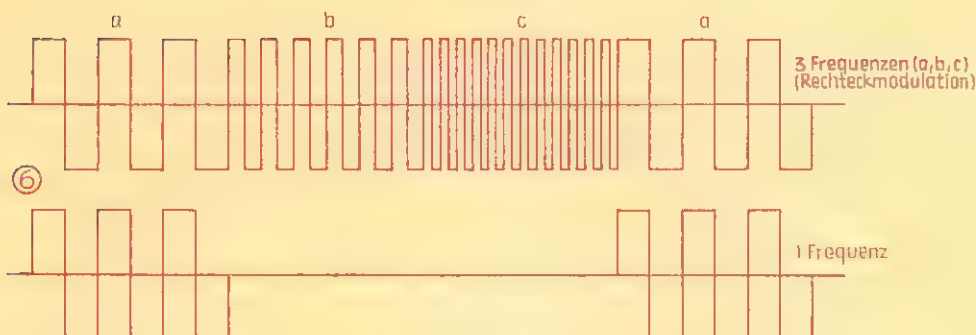 a b c a
3 Frequenzen (a,b,c)
(Rechteckmodulation)
6
1 Frequenz